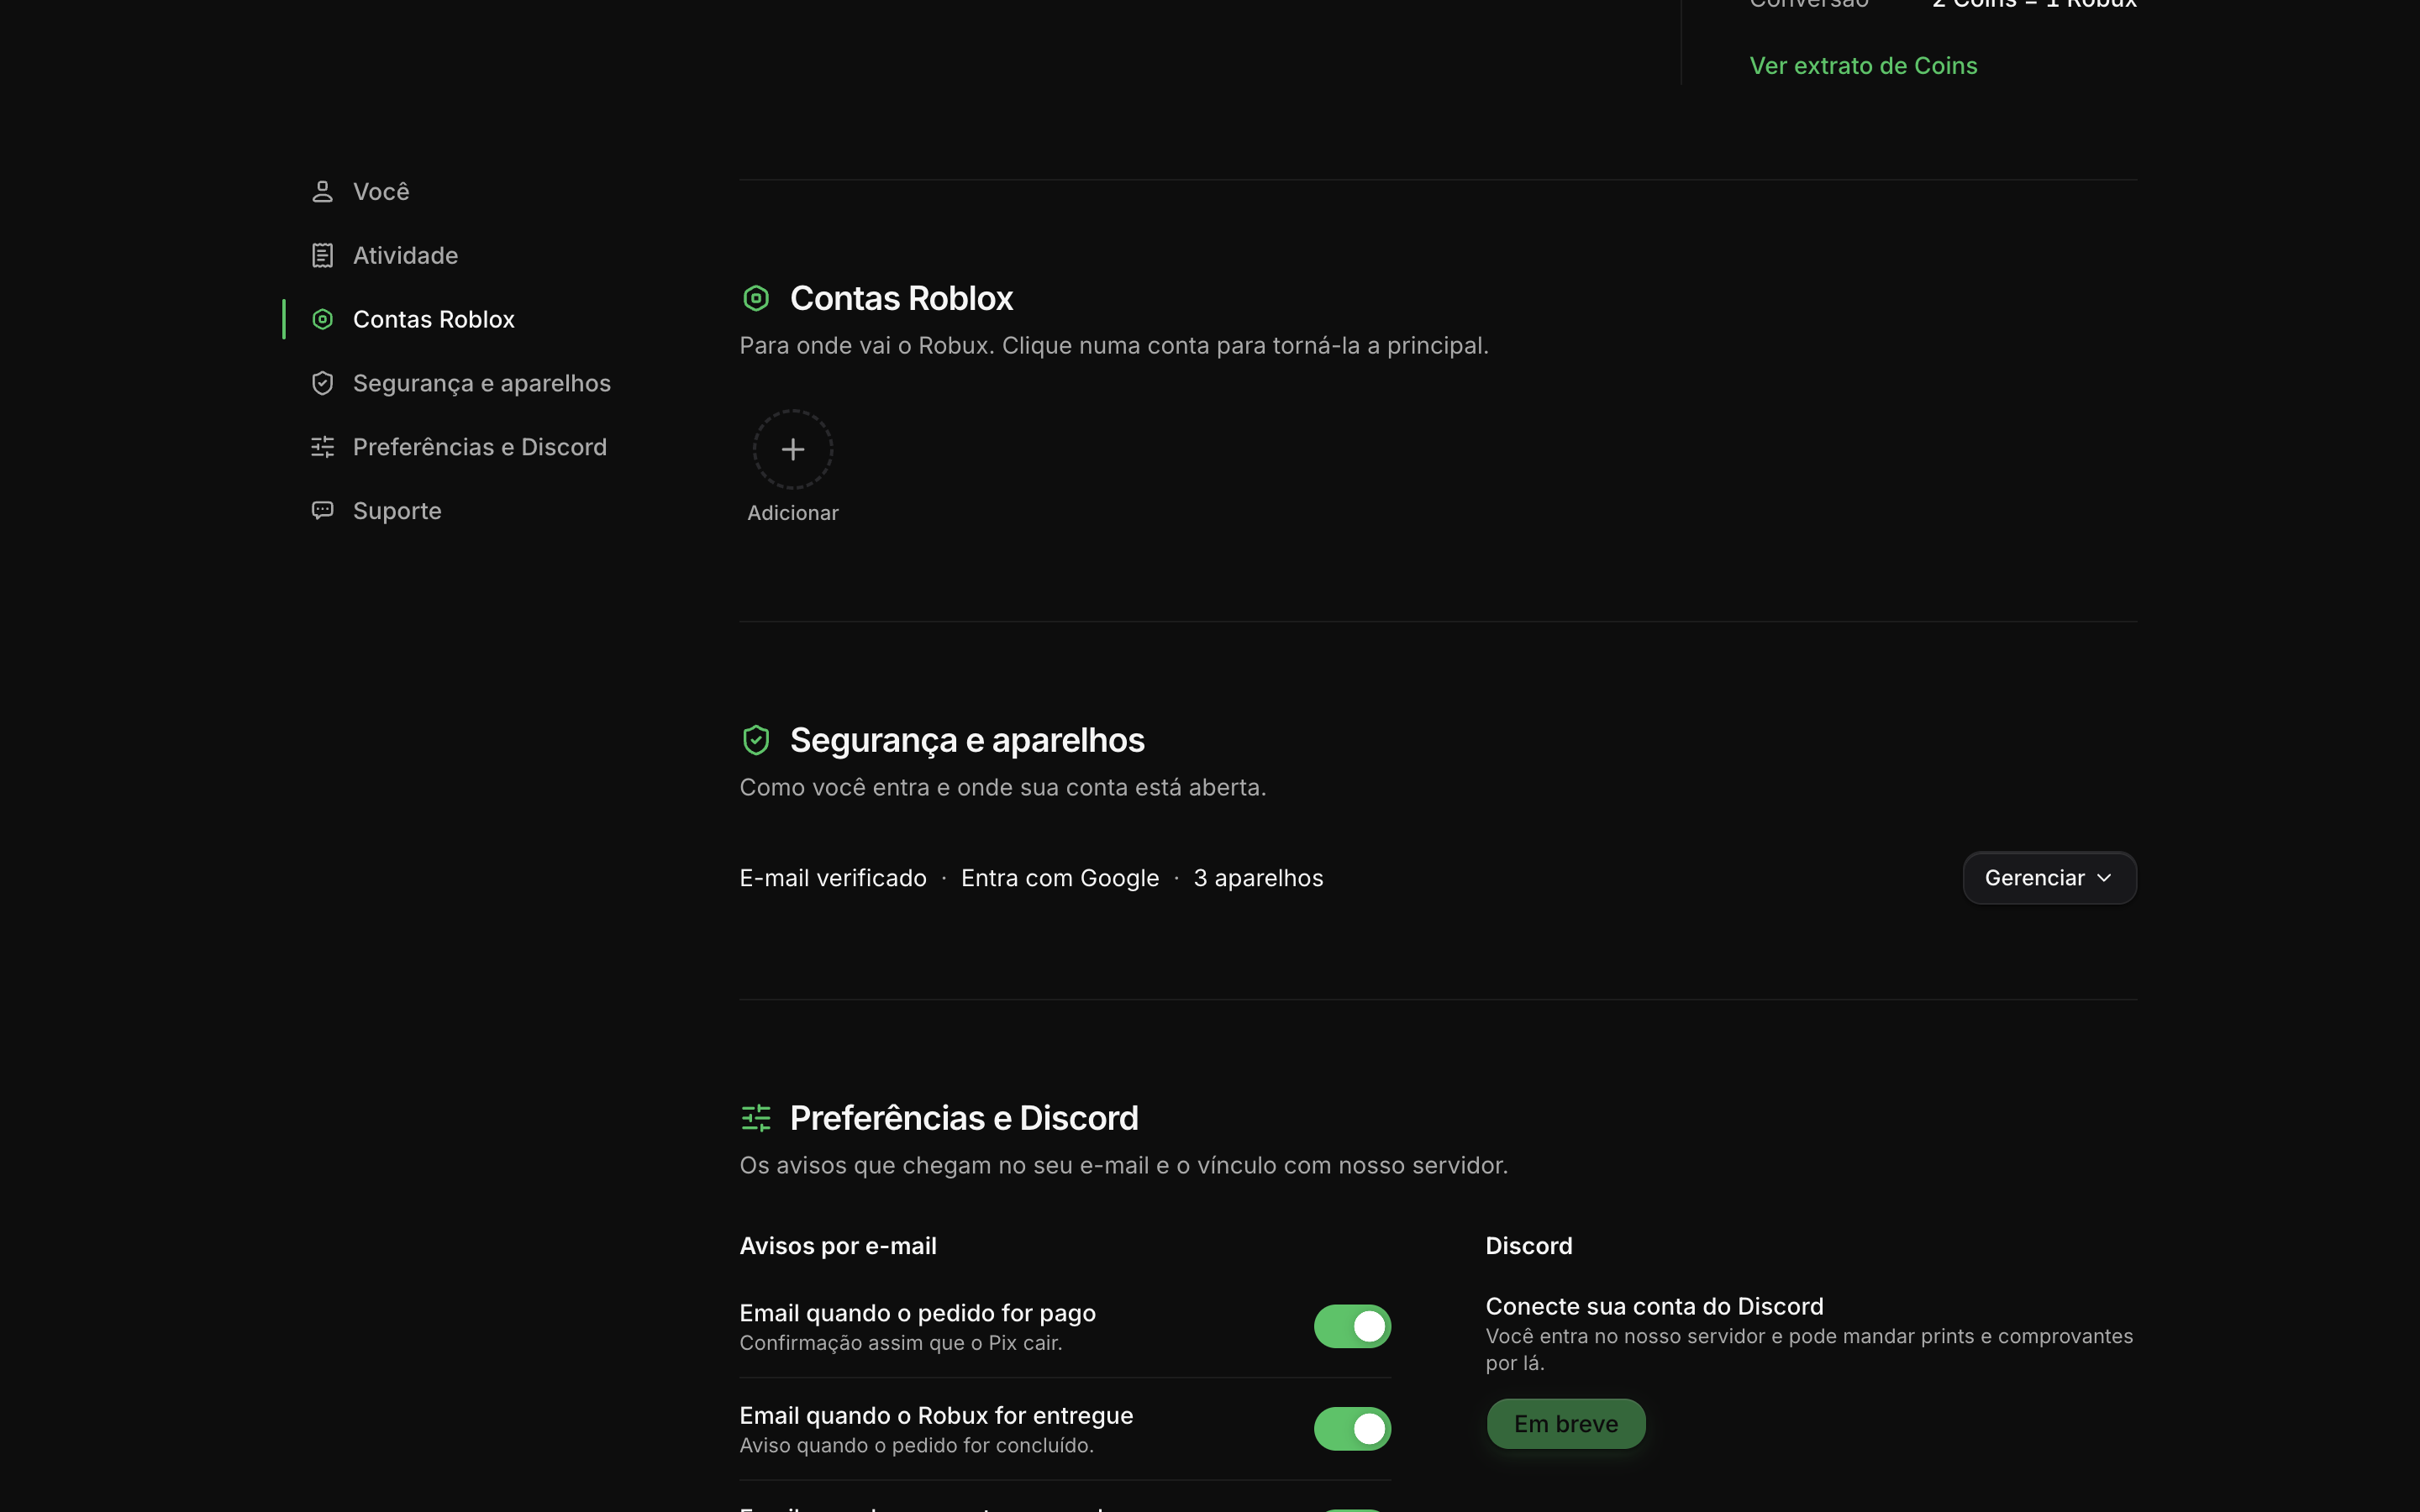 Conversão 2 Coins = 1 Robux
Ver extrato de Coins
Você
Atividade
Contas Roblox
Segurança e aparelhos
Preferências e Discord
Suporte
Contas Roblox
Para onde vai o Robux. Clique numa conta para torná-la a principal.
Adicionar
Segurança e aparelhos
Como você entra e onde sua conta está aberta.
E-mail verificado · Entra com Google · 3 aparelhos
Gerenciar
Preferências e Discord
Os avisos que chegam no seu e-mail e o vínculo com nosso servidor.
Avisos por e-mail
Email quando o pedido for pago
Confirmação assim que o Pix cair.
Email quando o Robux for entregue
Aviso quando o pedido for concluído.
Discord
Conecte sua conta do Discord
Você entra no nosso servidor e pode mandar prints e comprovantes
por lá.
Em breve